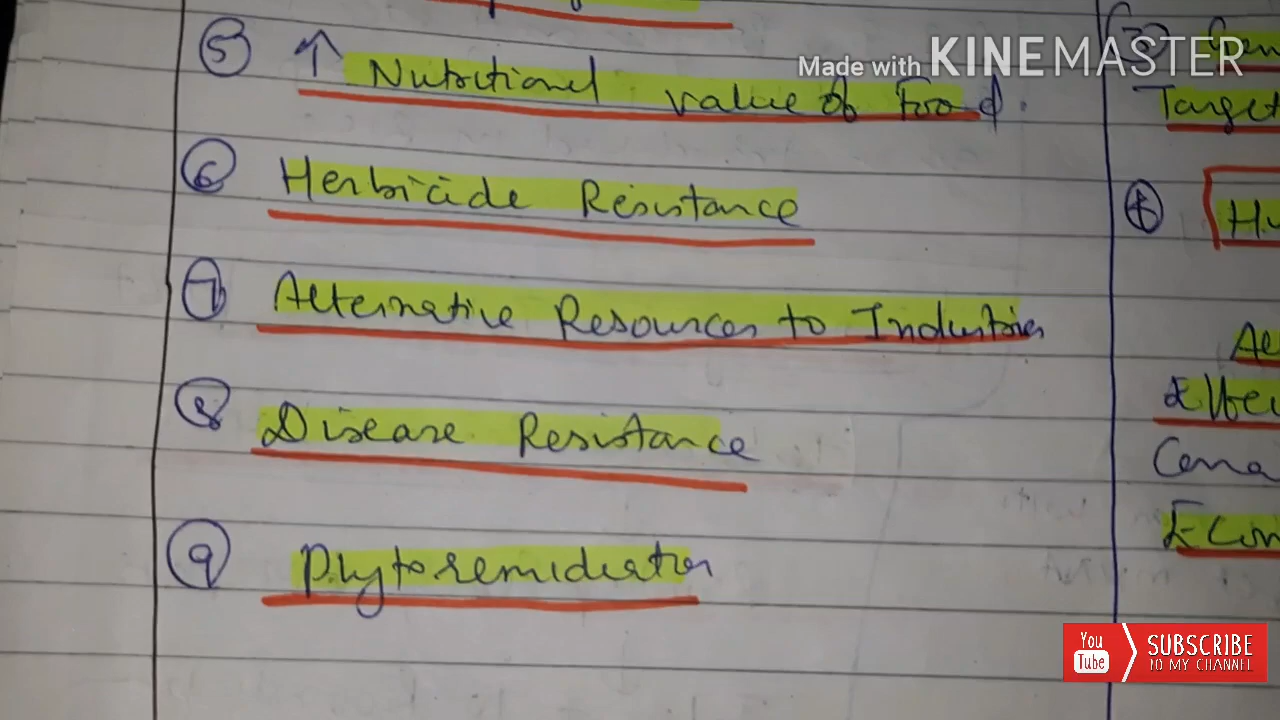 ⑤ ↑ Nutritional value of Food.
⑥ Herbicide Resistance
⑦ Alternative Resources to Industries
⑧ Disease Resistance
⑨ Phytoremidiation
Target
Made with KINEMASTER
You Tube
SUBSCRIBE
TO MY CHANNEL